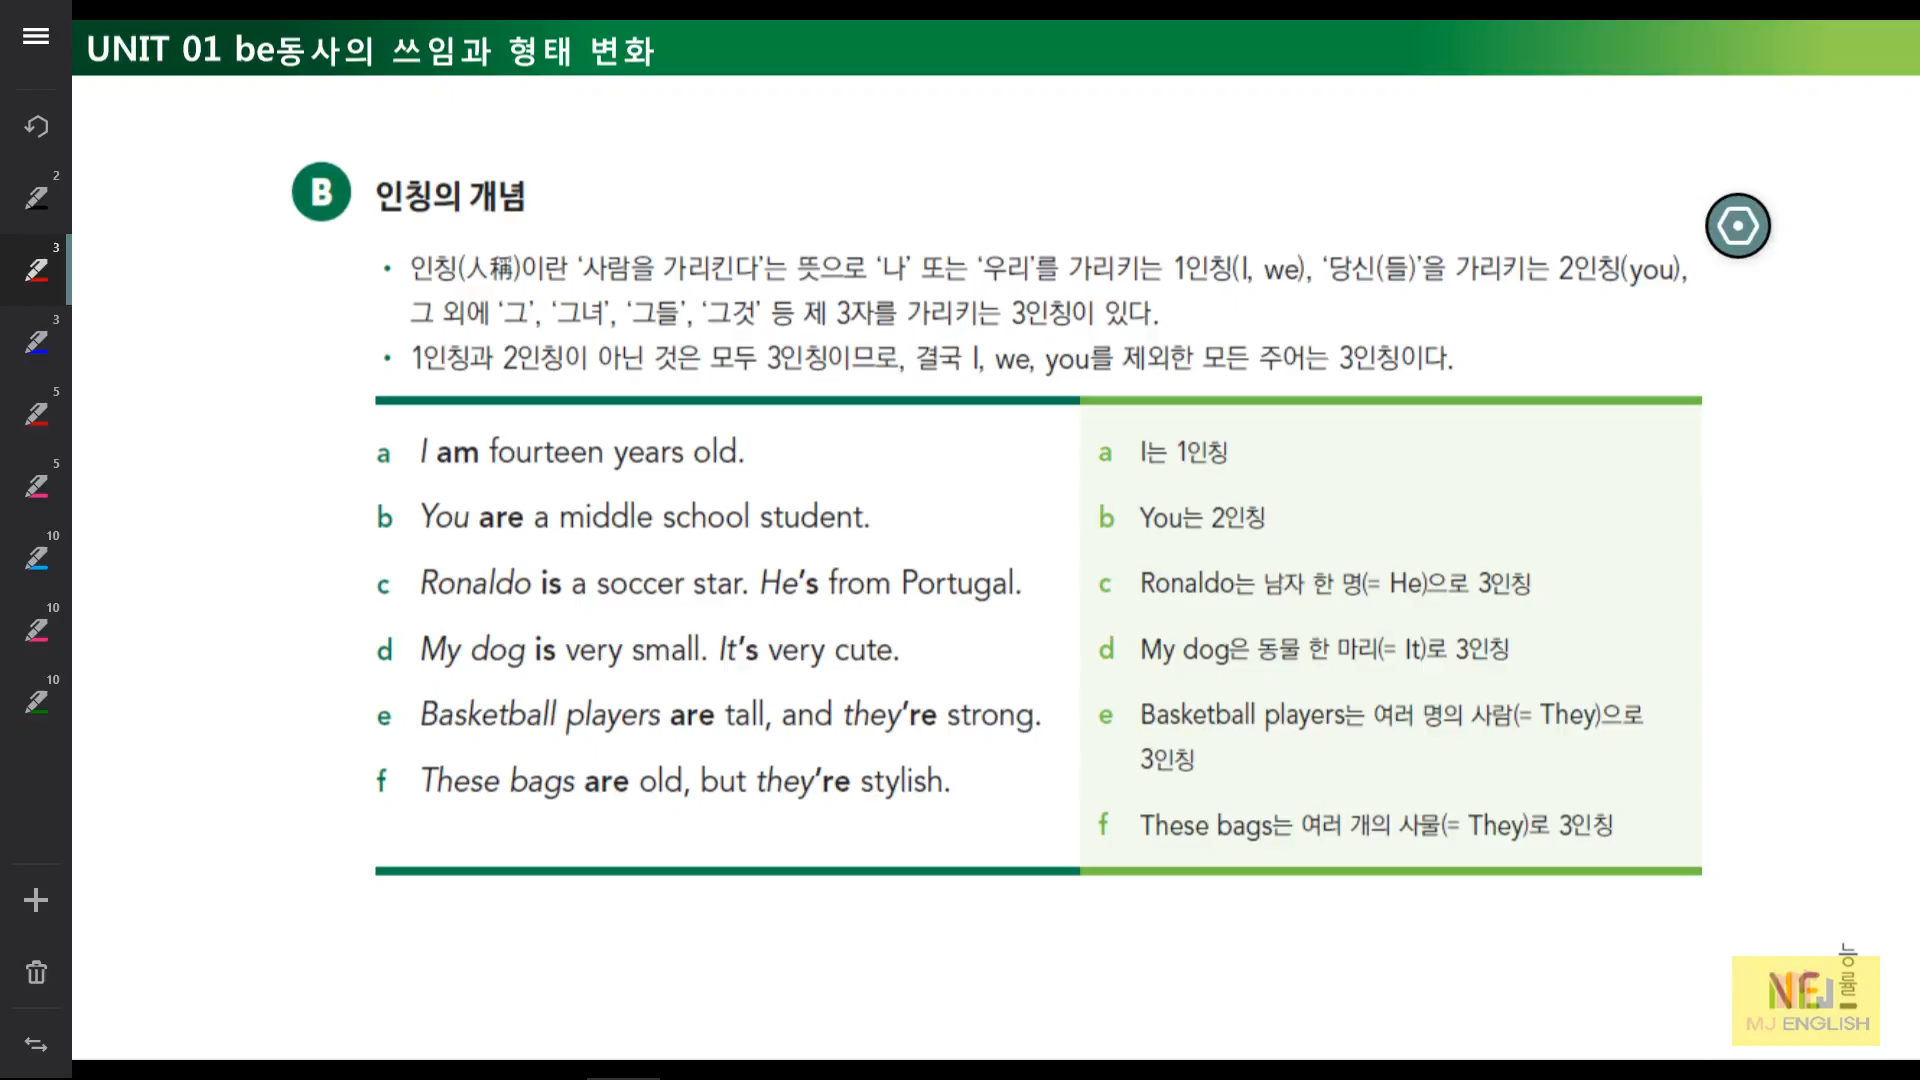 UNIT 01 be동사의 쓰임과 형태 변화
B 인칭의 개념
• 인칭(人稱)이란 ‘사람을 가리킨다’는 뜻으로 ‘나’ 또는 ‘우리’를 가리키는 1인칭(I, we), ‘당신(들)’을 가리키는 2인칭(you),
그 외에 ‘그’, ‘그녀’, ‘그들’, ‘그것’ 등 제 3자를 가리키는 3인칭이 있다.
• 1인칭과 2인칭이 아닌 것은 모두 3인칭이므로, 결국 I, we, you를 제외한 모든 주어는 3인칭이다.
a I am fourteen years old.
b You are a middle school student.
c Ronaldo is a soccer star. He’s from Portugal.
d My dog is very small. It’s very cute.
e Basketball players are tall, and they’re strong.
f These bags are old, but they’re stylish.
a I는 1인칭
b You는 2인칭
c Ronaldo는 남자 한 명(= He)으로 3인칭
d My dog은 동물 한 마리(= It)로 3인칭
e Basketball players는 여러 명의 사람(= They)으로
3인칭
f These bags는 여러 개의 사물(= They)로 3인칭
2
3
3
5
5
10
10
10
능률
MJ ENGLISH